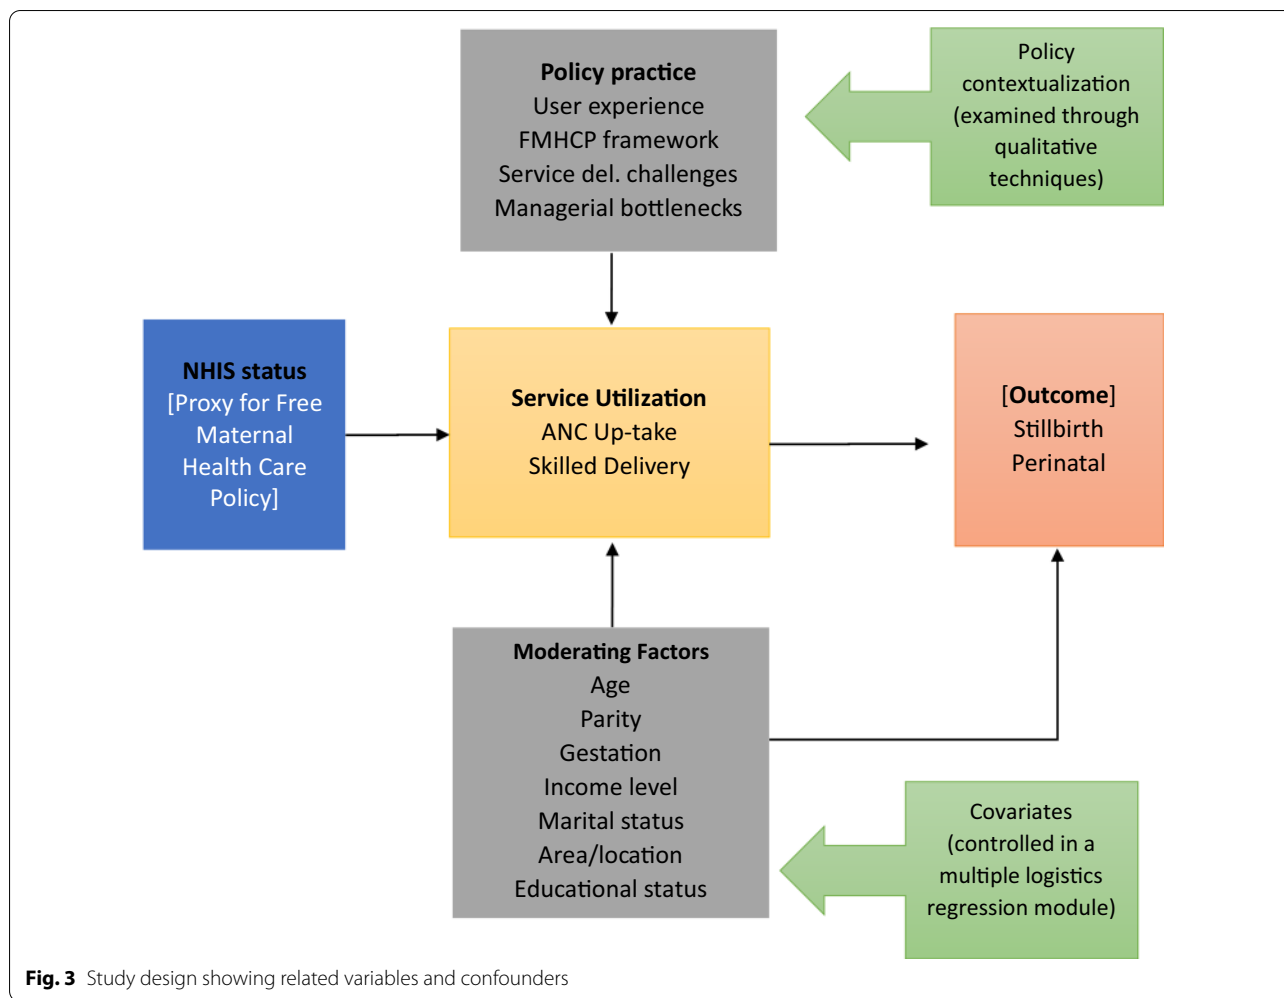 Policy practice
User experience
FMHCP framework
Service del. challenges
Managerial bottlenecks
Policy
contextualization
(examined through
qualitative
techniques)
NHIS status
[Proxy for Free
Maternal
Health Care
Policy]
Service Utilization
ANC Up-take
Skilled Delivery
[Outcome]
Stillbirth
Perinatal
Moderating Factors
Age
Parity
Gestation
Income level
Marital status
Area/location
Educational status
Covariates
(controlled in a
multiple logistics
regression module)
Fig. 3 Study design showing related variables and confounders